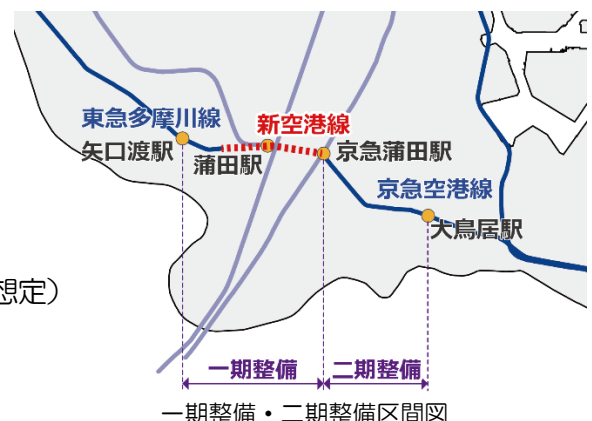 東急多摩川線
新空港線
矢口渡駅
蒲田駅
京急蒲田駅
京急空港線
大鳥居駅
想定）
一期整備
二期整備
一期整備・二期整備区間図